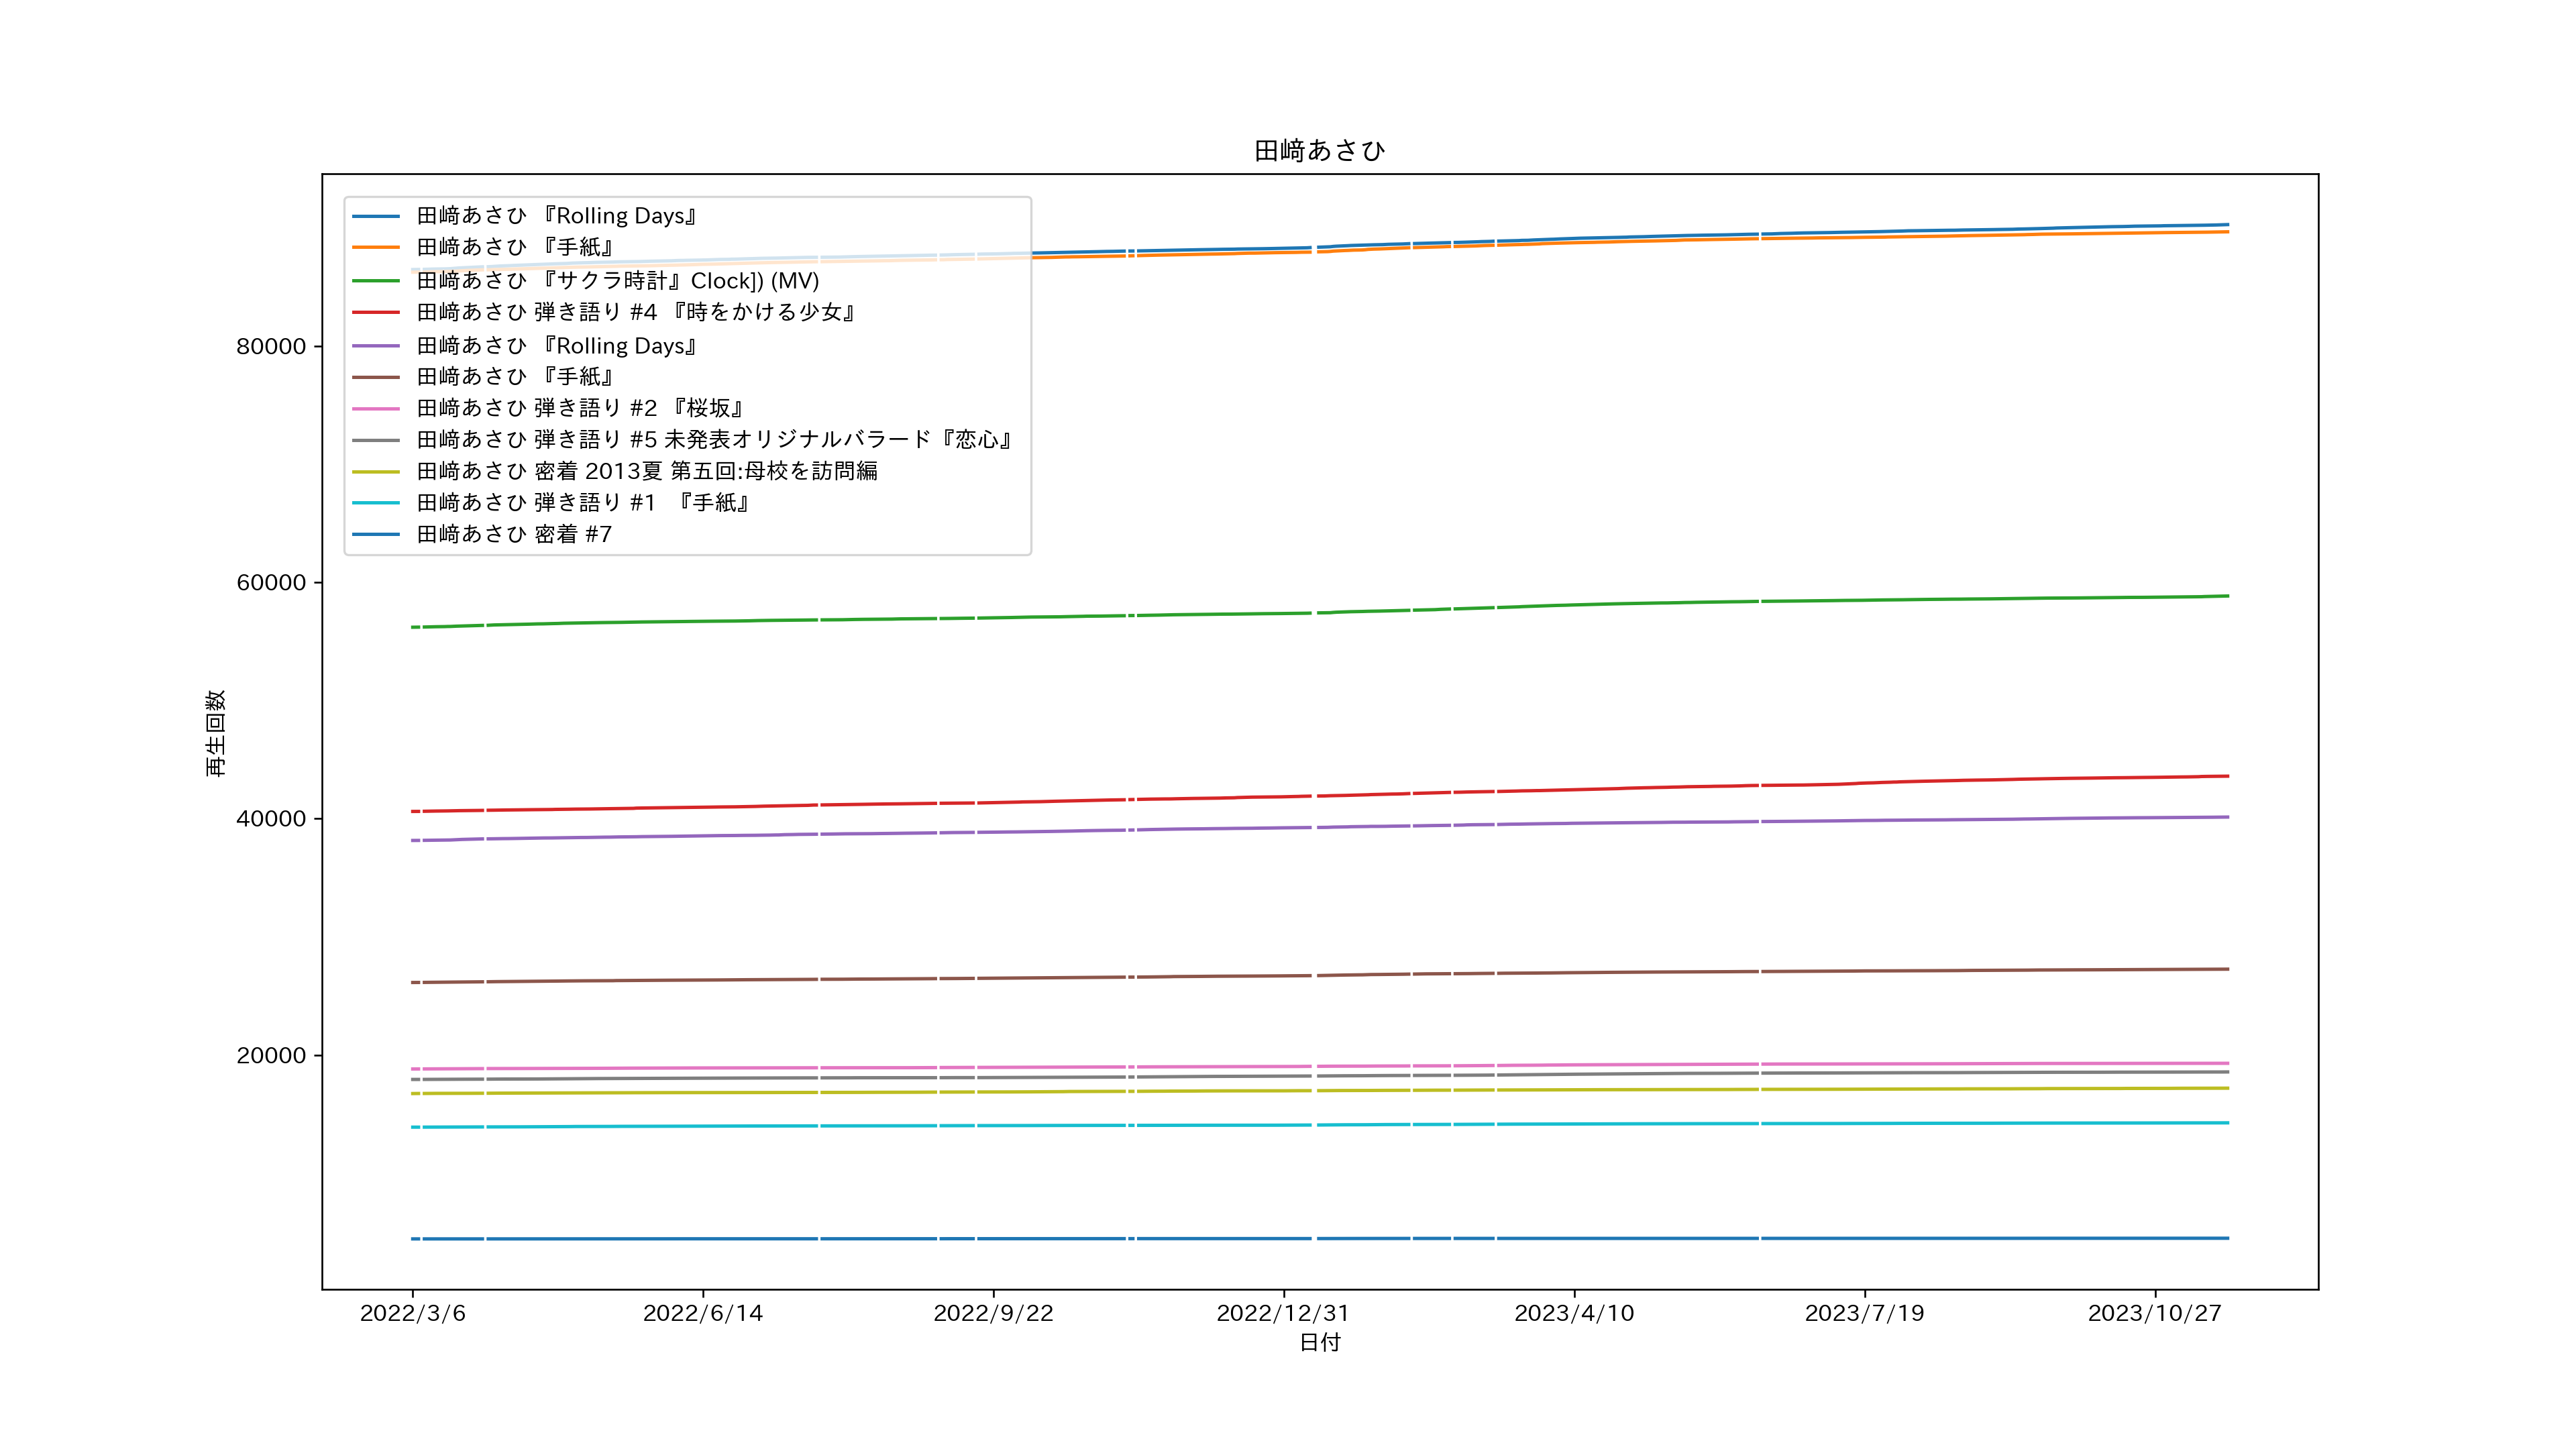 田﨑あさひ
田﨑あさひ 『Rolling Days』
田﨑あさひ 『手紙』
田﨑あさひ 『サクラ時計』Clock]) (MV)
田﨑あさひ 弾き語り #4 『時をかける少女』
田﨑あさひ 『Rolling Days』
田﨑あさひ 『手紙』
田﨑あさひ 弾き語り #2 『桜坂』
田﨑あさひ 弾き語り #5 未発表オリジナルバラード『恋心』
田﨑あさひ 密着 2013夏 第五回:母校を訪問編
田﨑あさひ 弾き語り #1 『手紙』
田﨑あさひ 密着 #7
80000
60000
40000
20000
再生回数
2022/3/6
2022/6/14
2022/9/22
2022/12/31
2023/4/10
2023/7/19
2023/10/27
日付